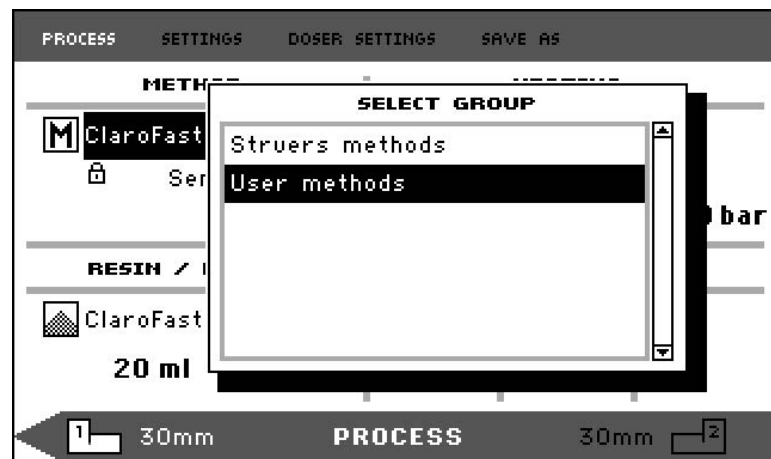 PROCESS SETTINGS DOSER SETTINGS SAVE AS
SELECT GROUP
M ClaroFast
Struers methods
User methods
bar
RESIN /
ClaroFast
20 ml
1 30mm PROCESS 30mm 2